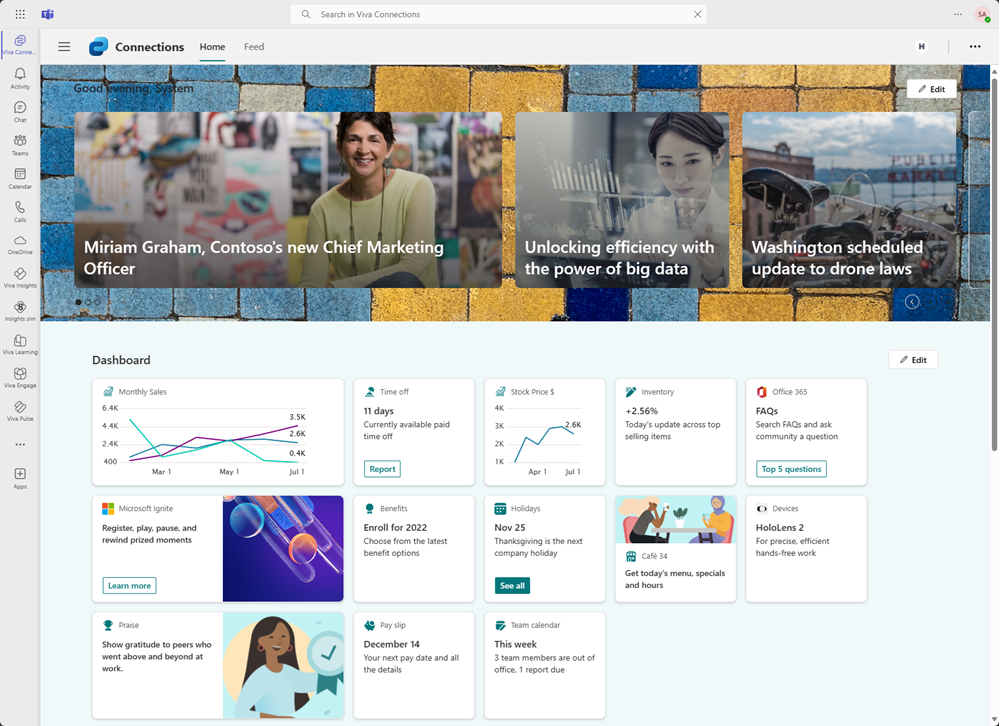 Search in Viva Connections
SA
Viva Conne...
Activity
Chat
Teams
Calendar
Calls
OneDrive
Viva Insights
Insights sim
Viva Learning
Viva Engage
Viva Pulse
Apps
Connections
Home
Feed
H
Good evening, System
Edit
Miriam Graham, Contoso's new Chief Marketing
Officer
Unlocking efficiency with
the power of big data
PUBLIC
MARKE
Washington scheduled
update to drone laws
Dashboard
Edit
Monthly Sales
6.4K
4.4K
2.4K
400
3.5K
2.6K
0.4K
Mar 1
May 1
Jul 1
Time off
11 days
Currently available paid
time off
Report
Stock Price $
4K
3K
2K
1K
2.6K
Apr 1
Jul 1
Inventory
+2.56%
Today's update across top
selling items
Office 365
FAQs
Search FAQs and ask
community a question
Top 5 questions
Microsoft Ignite
Register, play, pause, and
rewind prized moments
Learn more
Benefits
Enroll for 2022
Choose from the latest
benefit options
Holidays
Nov 25
Thanksgiving is the next
company holiday
See all
Café 34
Get today's menu, specials
and hours
Devices
HoloLens 2
For precise, efficient
hands-free work
Praise
Show gratitude to peers who
went above and beyond at
work.
Pay slip
December 14
Your next pay date and all
the details
Team calendar
This week
3 team members are out of
office, 1 report due